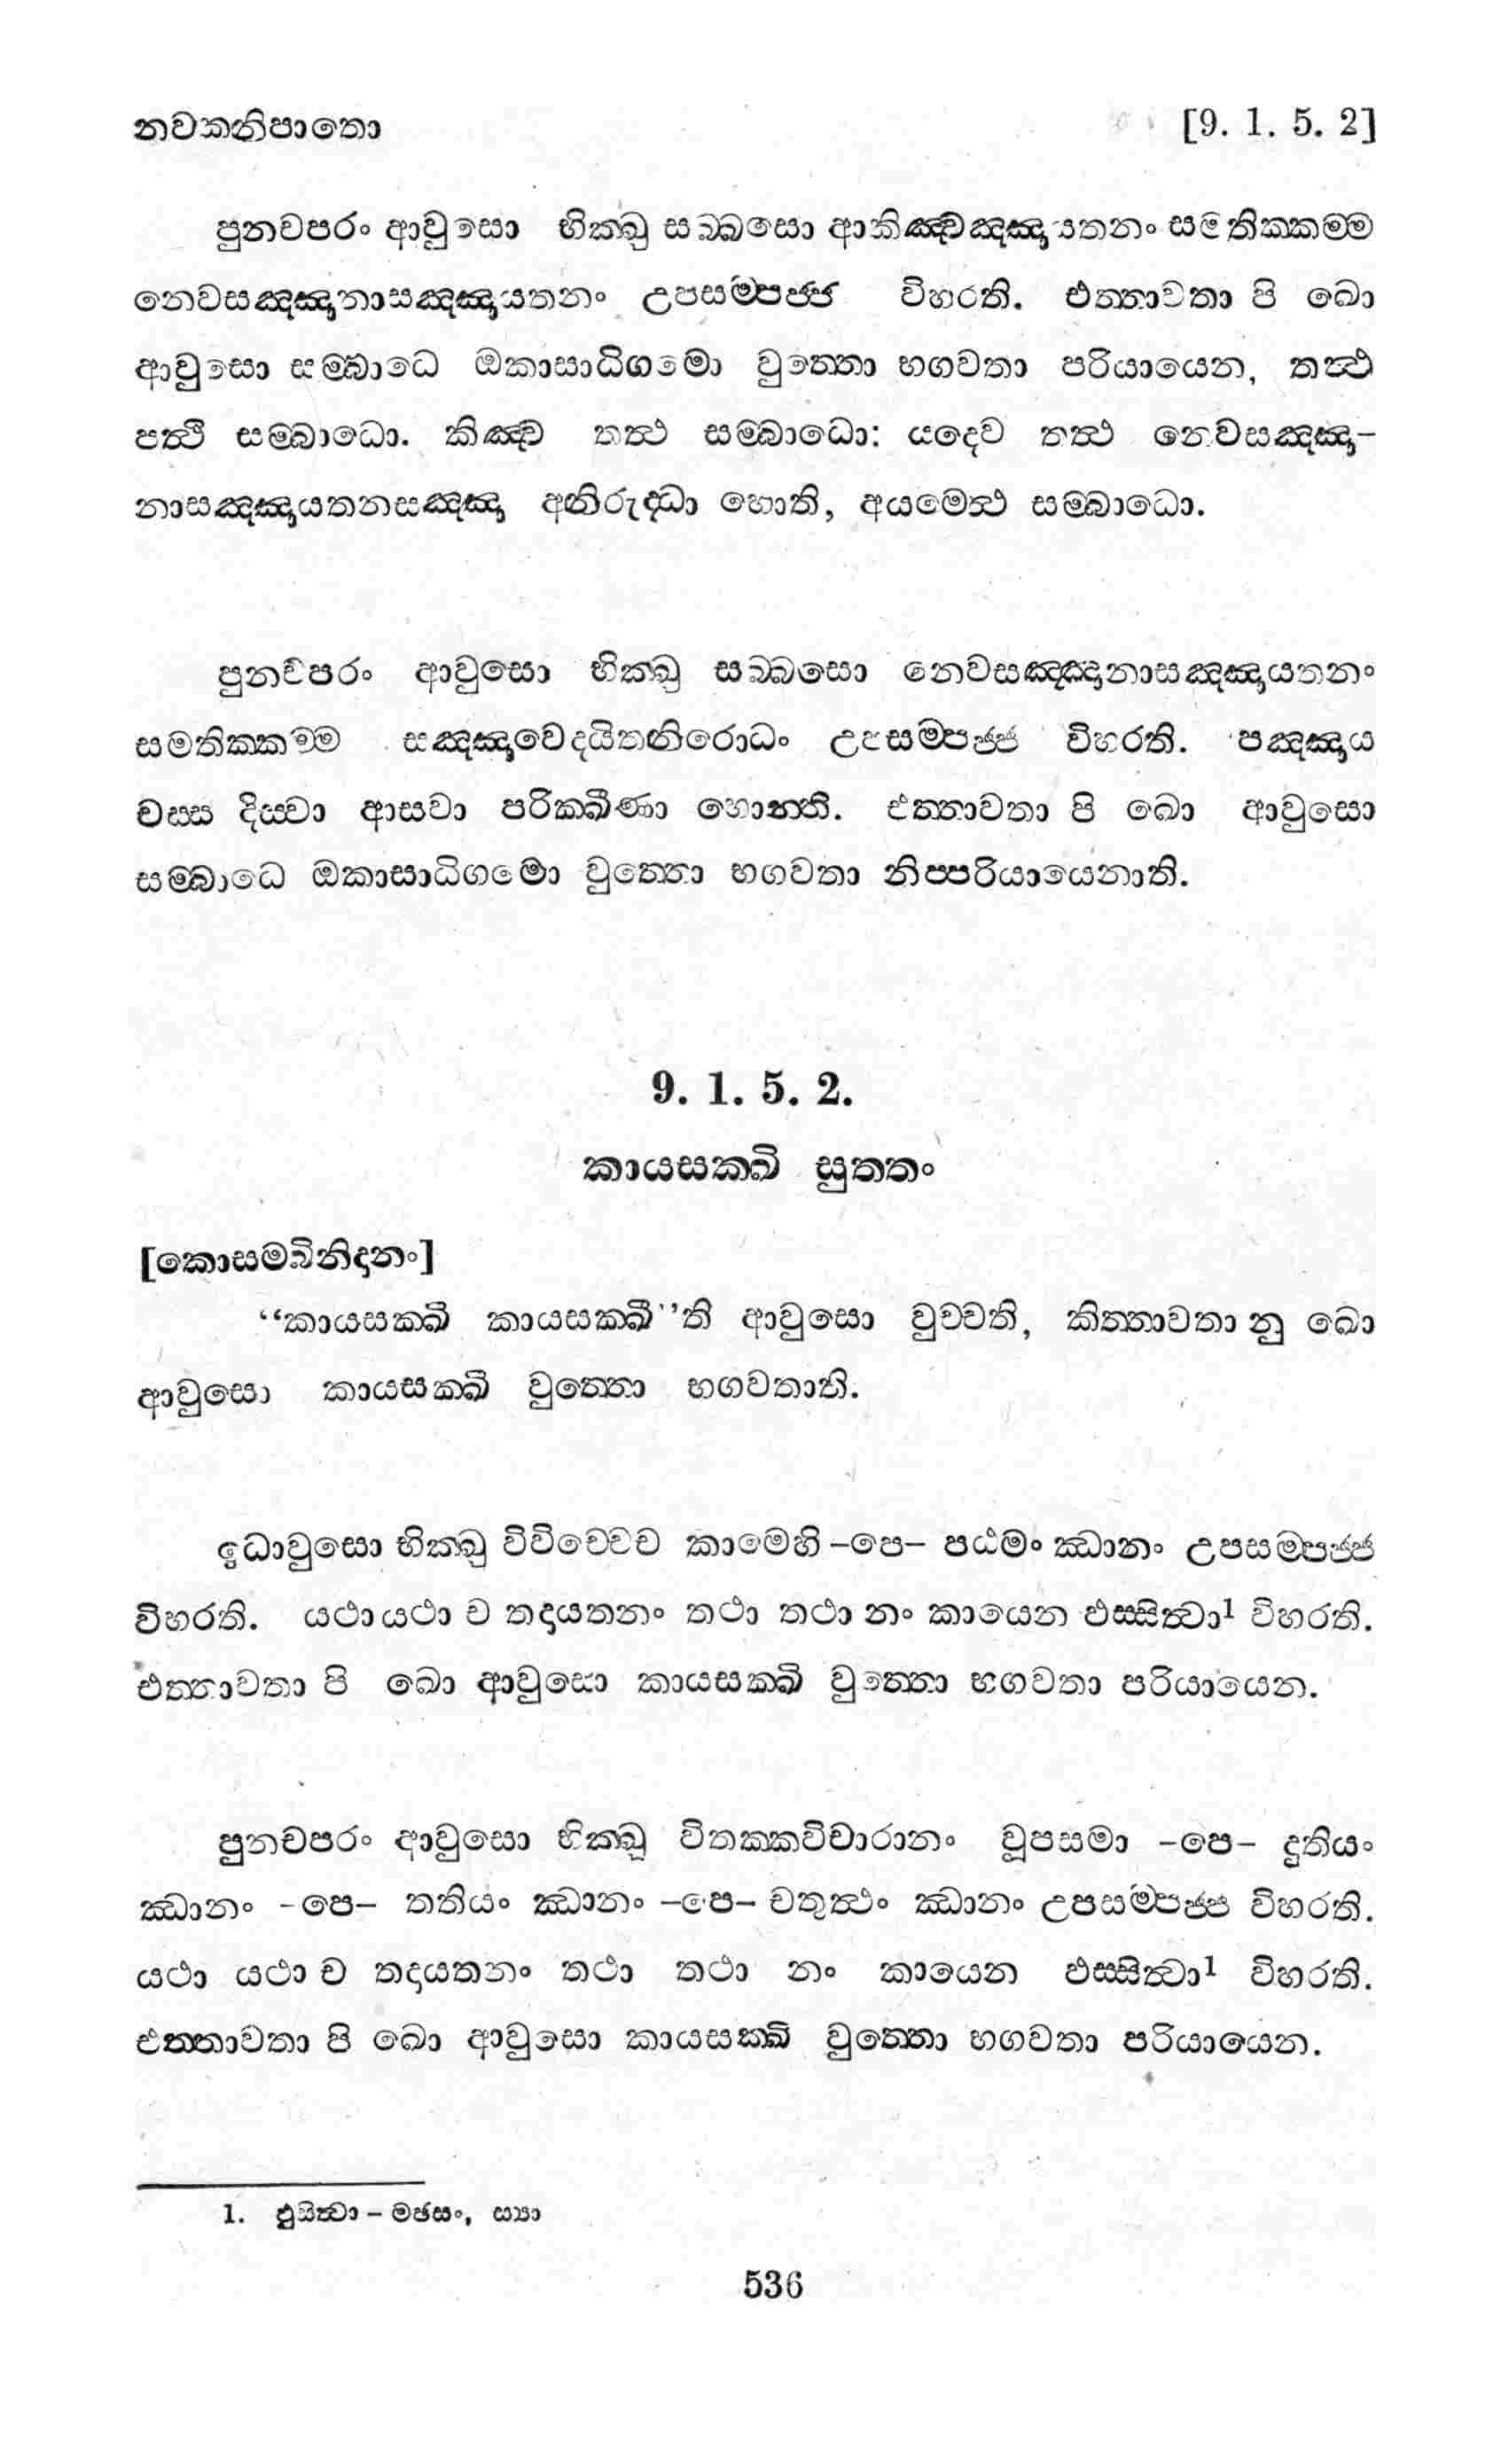 නවකනිපාතො [9. 1. 5. 2]
පුනචපරං ආවුසො භික්ඛු සබ්බසො ආකිඤ්චඤ්ඤායතනං සමතික්කම්ම
නෙවසඤ්ඤානාසඤ්ඤායතනං උපසම්පජ්ජ විහරති. එත්තාවතා පි ඛො
ආවුසො සම්බාධෙ ඔකාසාධිගමො වුත්තො භගවතා පරියායෙන, තත්‍ථ
පත්‍ථි සම්බාධො. කිඤ්ච තත්‍ථ සම්බාධො: යදෙව තත්‍ථ නෙවසඤ්ඤා-
නාසඤ්ඤායතනසඤ්ඤා අනිරුද්ධා හොති, අයමෙත්‍ථ සම්බාධො.
පුනචපරං ආවුසො භික්ඛු සබ්බසො නෙවසඤ්ඤානාසඤ්ඤායතනං
සමතික්කම්ම සඤ්ඤාවෙදයිතනිරොධං උපසම්පජ්ජ විහරති. පඤ්ඤාය
චස්ස දිස්වා ආසවා පරික්ඛීණා හොන්ති. එත්තාවතා පි ඛො ආවුසො
සම්බාධෙ ඔකාසාධිගමො වුත්තො භගවතා නිප්පරියායෙනාති.
9. 1. 5. 2.
කායසක්ඛි සුත්තං
[කොසම්බිනිදානං]
“කායසක්ඛී කායසක්ඛී”ති ආවුසො වුච්චති, කිත්තාවතා නු ඛො
ආවුසො කායසක්ඛී වුත්තො භගවතාති.
ඉධාවුසො භික්ඛු විවිච්චෙව කාමෙහි -පෙ- පඨමං ඣානං උපසම්පජ්ජ
විහරති. යථා යථා ච තදායතනං තථා තථා නං කායෙන ඵස්සිත්‍වා1 විහරති.
එත්තාවතා පි ඛො ආවුසො කායසක්ඛි වුත්තො භගවතා පරියායෙන.
පුනචපරං ආවුසො භික්ඛූ විතක්කවිචාරානං වූපසමා -පෙ- දුතියං
ඣානං -පෙ- තතියං ඣානං -පෙ- චතුත්‍ථං ඣානං උපසම්පජ්ජ විහරති.
යථා යථා ච තදායතනං තථා තථා නං කායෙන ඵස්සිත්‍වා1 විහරති.
එත්තාවතා පි ඛො ආවුසො කායසක්ඛි වුත්තො භගවතා පරියායෙන.
1. ඵුසිත්‍වා - මඡසං, ස්‍යා
536